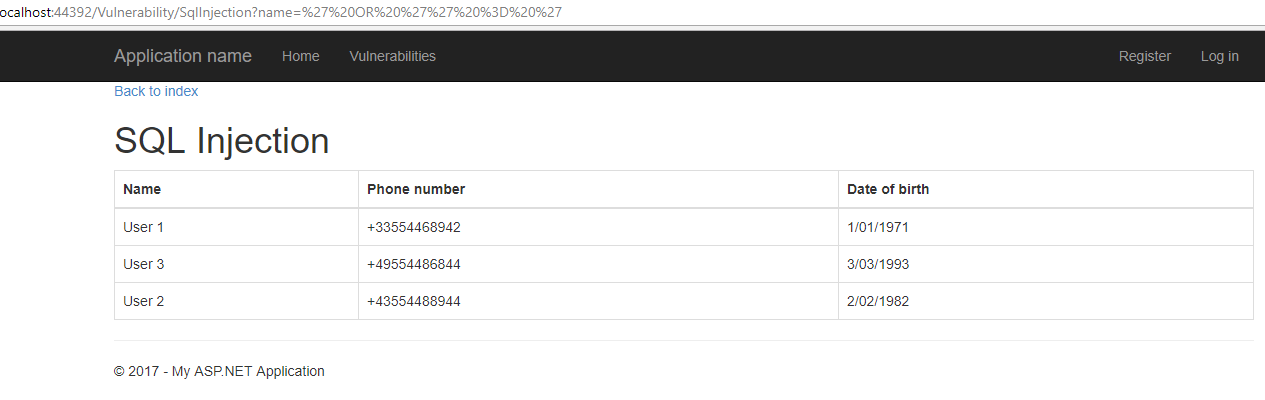 ocalhost:44392/Vulnerability/SqlInjection?name=%27%20OR%20%27%27%20%3D%20%27
Application name Home Vulnerabilities Register Log in
Back to index
SQL Injection
Name Phone number Date of birth
User 1 +33554468942 1/01/1971
User 3 +49554486844 3/03/1993
User 2 +43554488944 2/02/1982
© 2017 - My ASP.NET Application